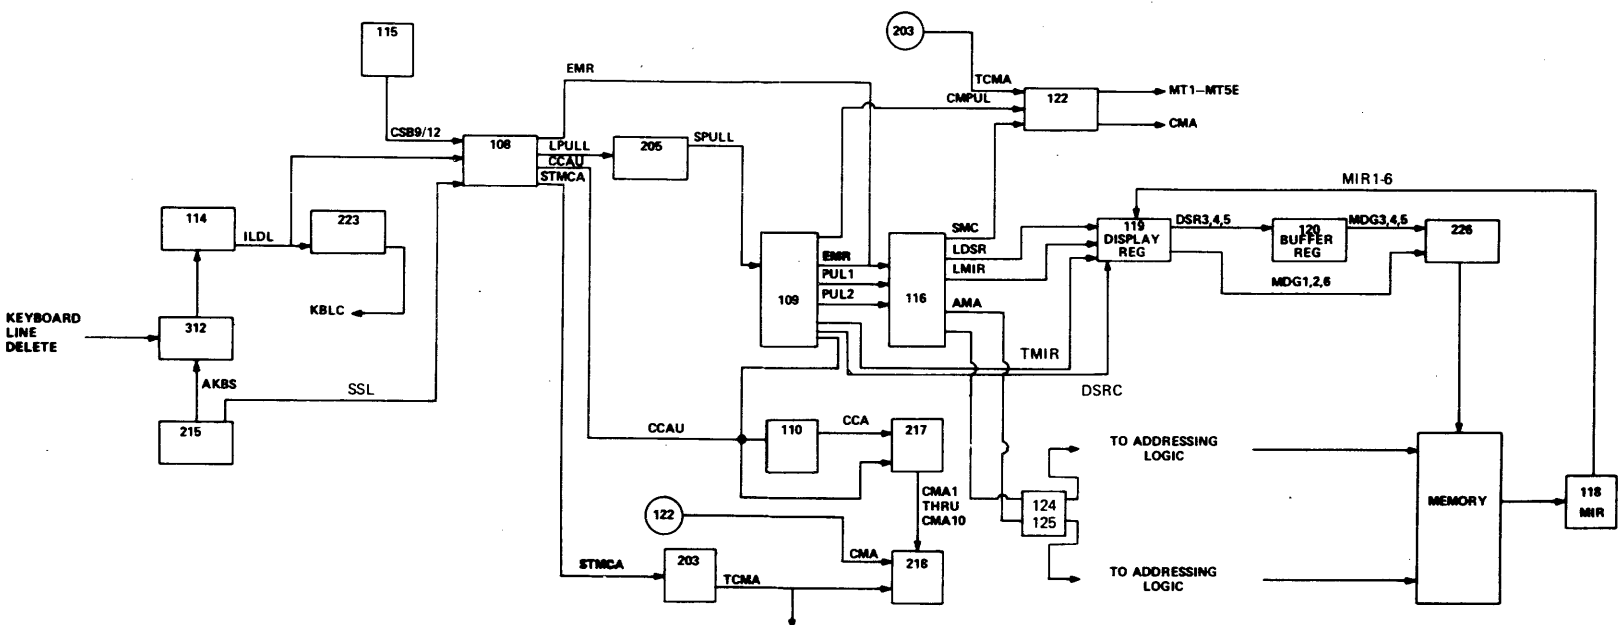 115
203
EMR
TCMA
CMPUL
122
MT1–MT5E
CMA
CSB9/12
108
LPULL
CCAU
STMCA
205
SPULL
MIR1-6
114
ILDL
223
KBLC
SMC
LDSR
LMIR
AMA
EMR
PUL1
PUL2
109
116
119
DISPLAY
REG
DSR3,4,5
120
BUFFER
REG
MDG3,4,5
226
MDG1,2,6
KEYBOARD
LINE
DELETE
312
AKBS
SSL
215
TMIR
DSRC
CCAU
110
CCA
217
CMA1
THRU
CMA10
TO ADDRESSING
LOGIC
124
125
MEMORY
118
MIR
122
CMA
218
STMCA
203
TCMA
TO ADDRESSING
LOGIC